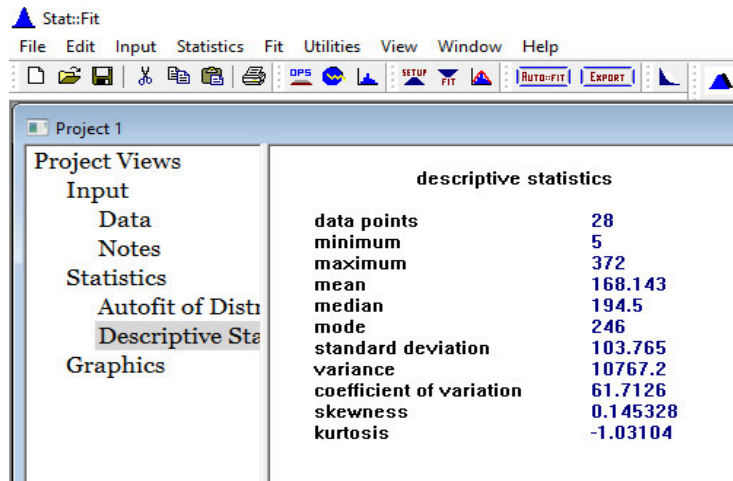 Stat::Fit
File Edit Input Statistics Fit Utilities View Window Help
OPS SETUP FIT AUTO::FIT EXPORT
Project 1
Project Views
Input
Data
Notes
Statistics
Autofit of Distr
Descriptive Sta
Graphics
descriptive statistics
data points 28
minimum 5
maximum 372
mean 168.143
median 194.5
mode 246
standard deviation 103.765
variance 10767.2
coefficient of variation 61.7126
skewness 0.145328
kurtosis -1.03104